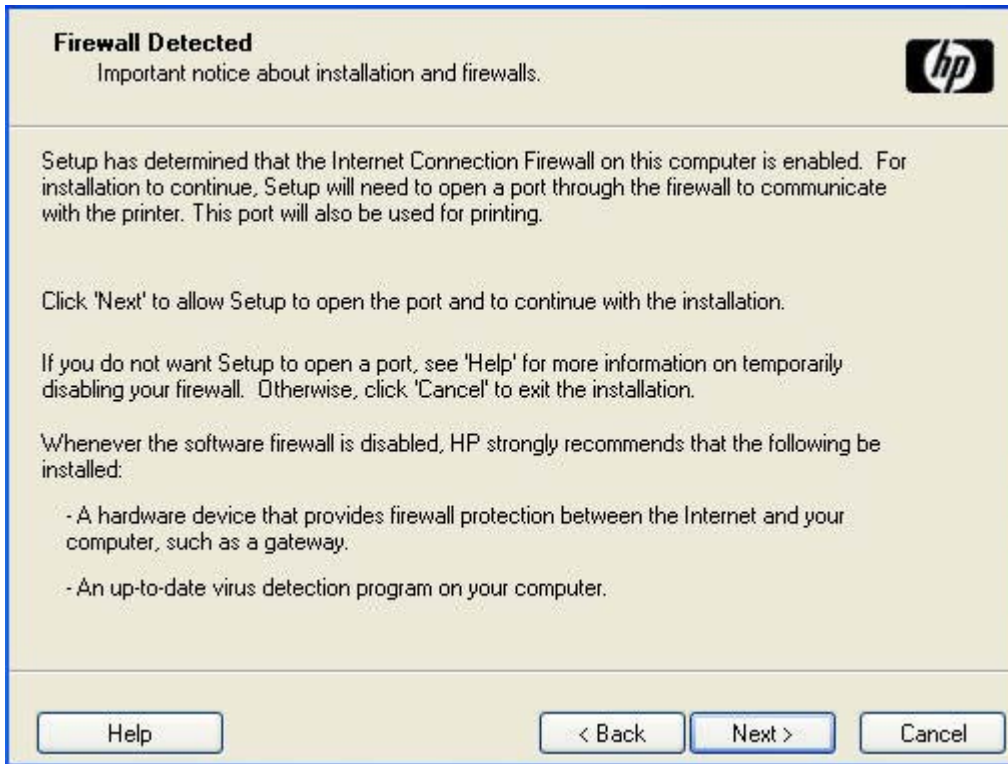 Firewall Detected
Important notice about installation and firewalls.
hp
Setup has determined that the Internet Connection Firewall on this computer is enabled.  For
installation to continue, Setup will need to open a port through the firewall to communicate
with the printer. This port will also be used for printing.
Click 'Next' to allow Setup to open the port and to continue with the installation.
If you do not want Setup to open a port, see 'Help' for more information on temporarily
disabling your firewall.  Otherwise, click 'Cancel' to exit the installation.
Whenever the software firewall is disabled, HP strongly recommends that the following be
installed:
- A hardware device that provides firewall protection between the Internet and your
computer, such as a gateway.
- An up-to-date virus detection program on your computer.
Help
< Back
Next >
Cancel